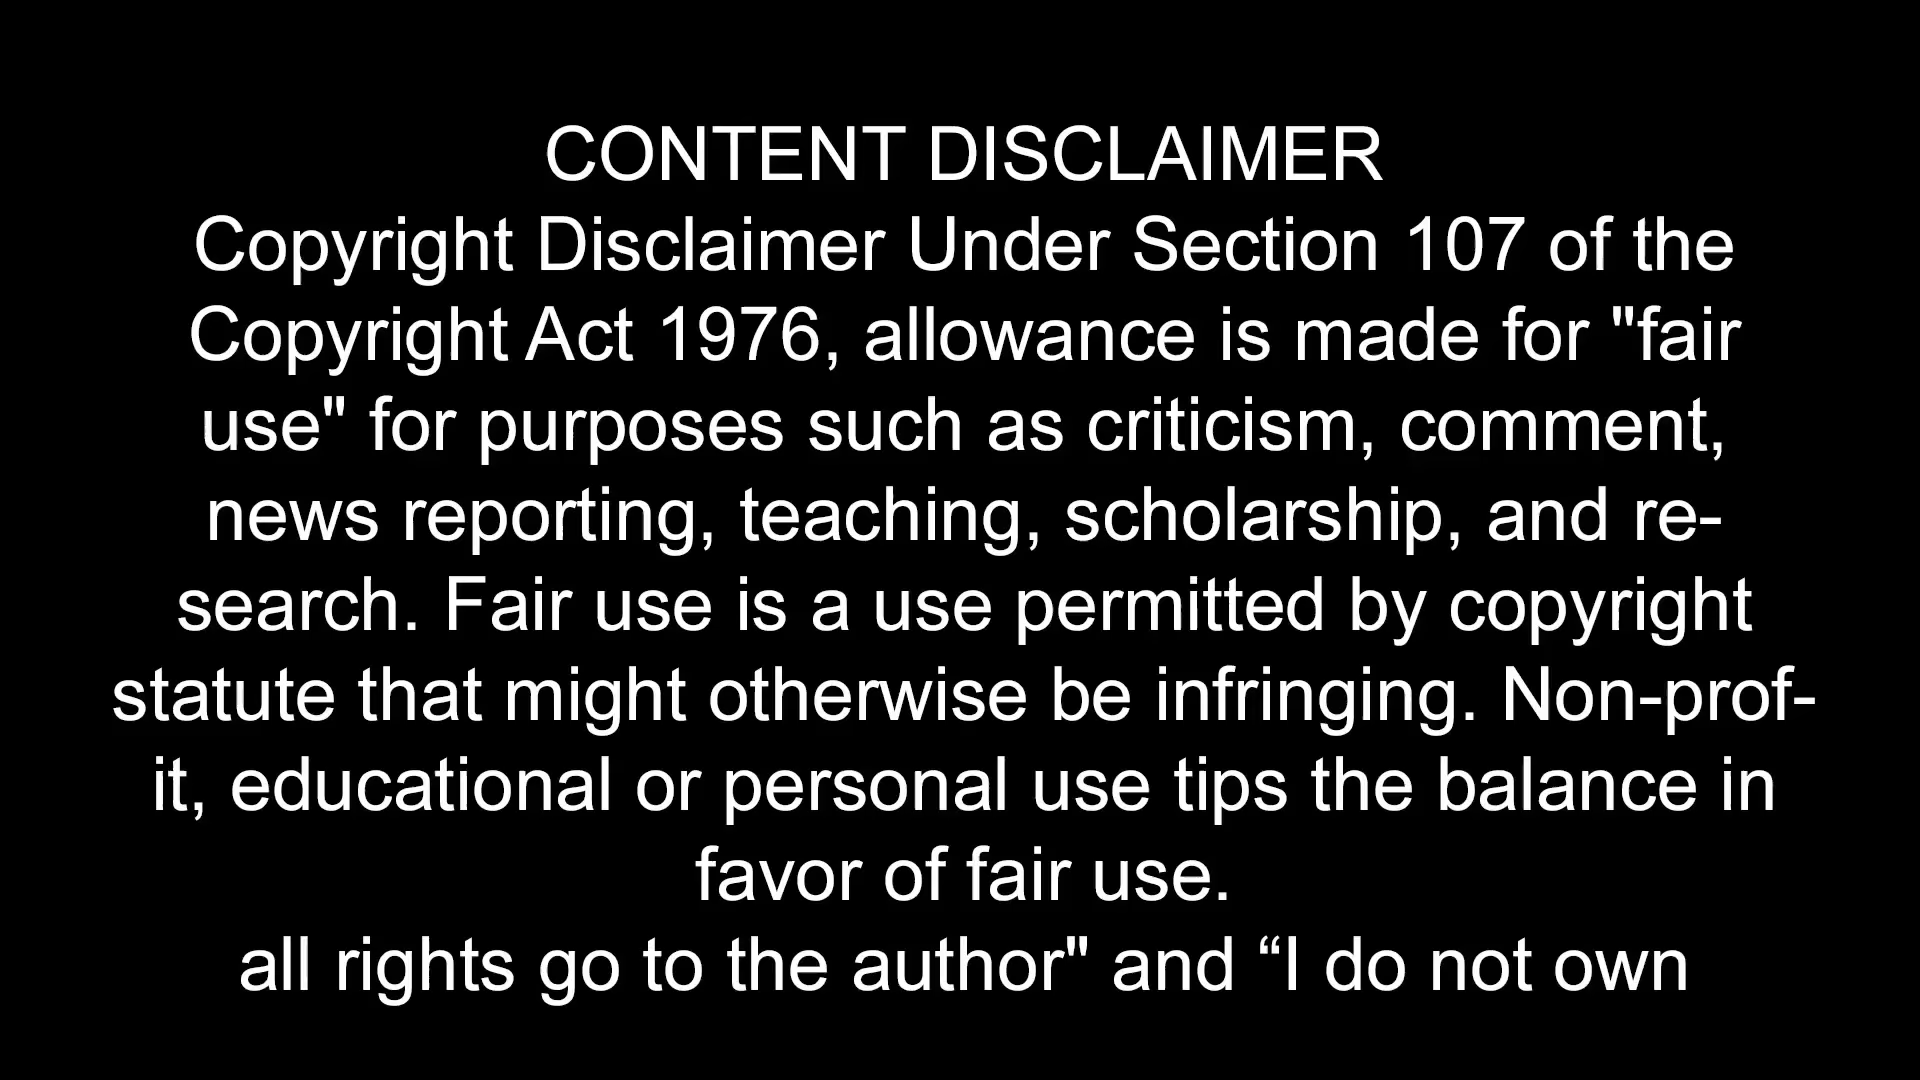 CONTENT DISCLAIMER
Copyright Disclaimer Under Section 107 of the
Copyright Act 1976, allowance is made for "fair
use" for purposes such as criticism, comment,
news reporting, teaching, scholarship, and re-
search. Fair use is a use permitted by copyright
statute that might otherwise be infringing. Non-prof-
it, educational or personal use tips the balance in
favor of fair use.
all rights go to the author" and “I do not own